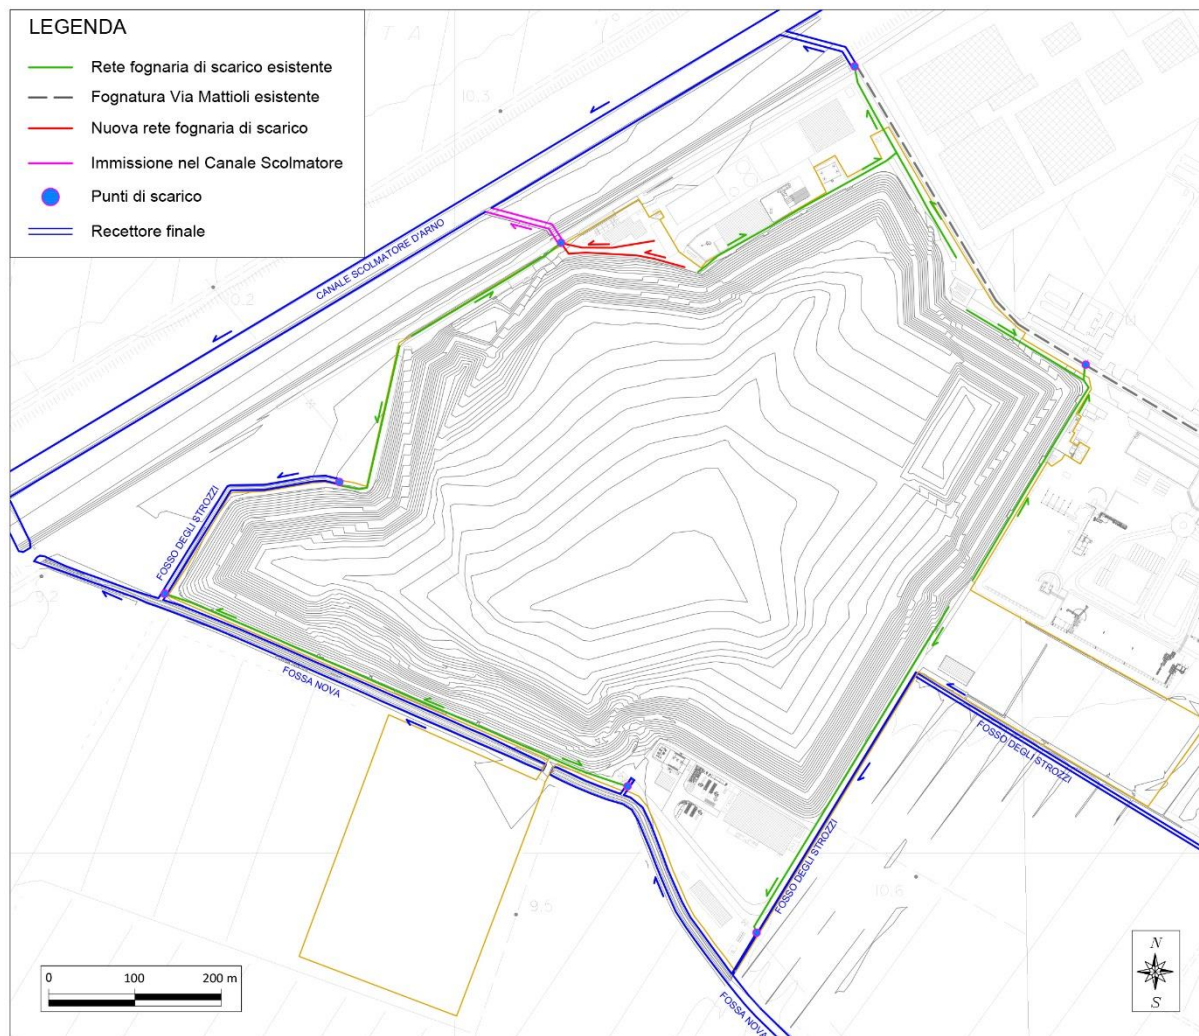 LEGENDA
Rete fognaria di scarico esistente
Fognatura Via Mattioli esistente
Nuova rete fognaria di scarico
Immissione nel Canale Scolmatore
Punti di scarico
Recettore finale
T A
10.3
CANALE SCOLMATORE D'ARNO
10.2
FOSSO DEGLI STROZZI
FOSSA NOVA
FOSSO DEGLI STROZZI
FOSSO DEGLI STROZZI
10.6
9.5
FOSSA NOVA
0 100 200 m
N
S